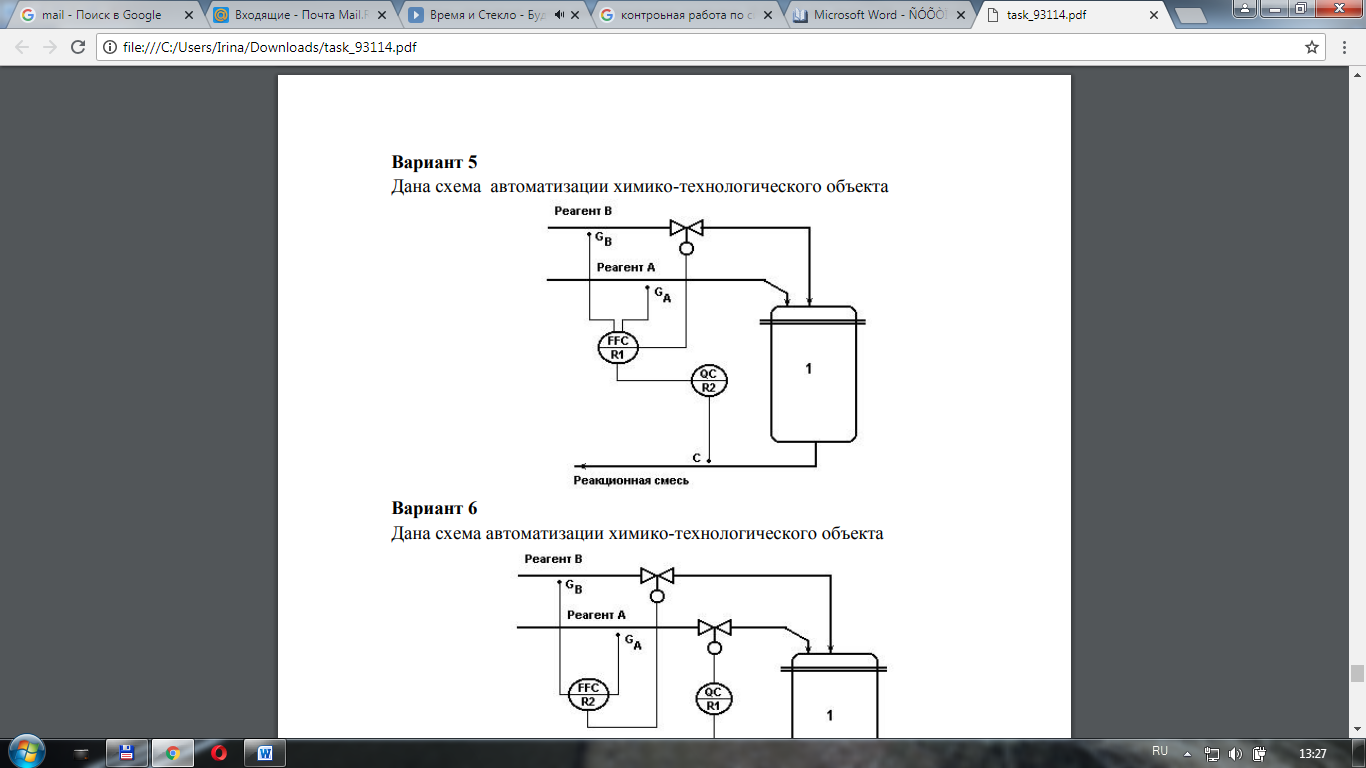 mail - Поиск в Google
Входящие - Почта Mail.R
Время и Стекло - Буд
контроьная работа по с
Microsoft Word - ÑÓÕÒ
task_93114.pdf
file:///C:/Users/Irina/Downloads/task_93114.pdf
Вариант 5
Дана схема автоматизации химико-технологического объекта
Реагент В
GB
Реагент А
GA
FFC
R1
QC
R2
1
C
Реакционная смесь
Вариант 6
Дана схема автоматизации химико-технологического объекта
Реагент В
GB
Реагент А
GA
FFC
R2
QC
R1
1
RU
13:27